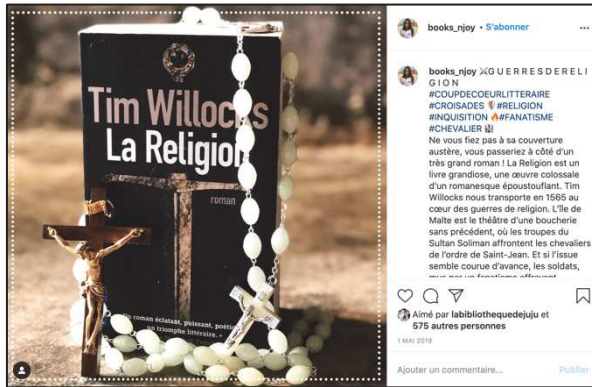 Tim Willocks
La Religion
roman
« Un roman éclatant, puissant, poétique,
un triomphe littéraire. »
books_njoy • S'abonner
books_njoy ⚔G U E R R E S D E R E L I
G I O N
#COUPDECOEURLITTERAIRE
#CROISADES #RELIGION
#INQUISITION 🔥#FANATISME
#CHEVALIER
Ne vous fiez pas à sa couverture
austère, vous passeriez à côté d'un
très grand roman ! La Religion est un
livre grandiose, une œuvre colossale
d'un romanesque époustouflant. Tim
Willocks nous transporte en 1565 au
cœur des guerres de religion. L'île de
Malte est le théâtre d'une boucherie
sans précédent, où les troupes du
Sultan Soliman affrontent les chevaliers
de l'ordre de Saint-Jean. Et si l'issue
semble courue d'avance, les soldats,
mus par un fanatisme effrayant
Aimé par labibliothequedejuju et
575 autres personnes
1 MAI 2019
Ajouter un commentaire... Publier